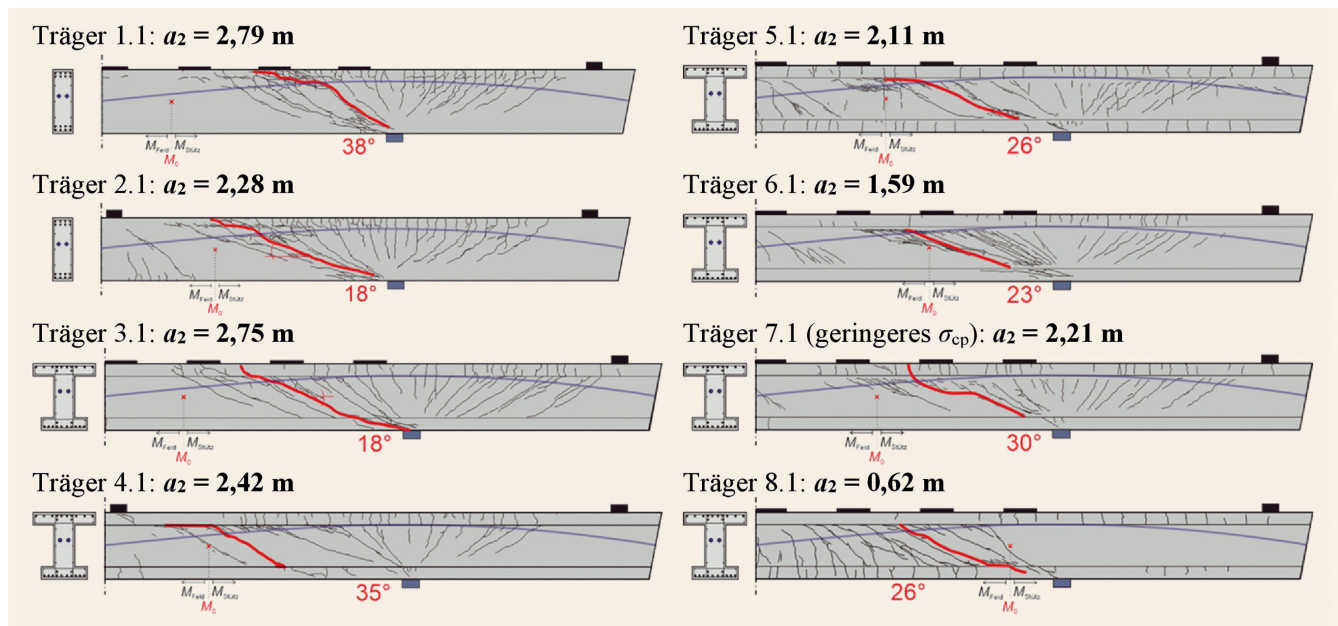 Träger 1.1: a2 = 2,79 m
MFeld MStütz
M0
38°
Träger 2.1: a2 = 2,28 m
MFeld MStütz
M0
18°
Träger 3.1: a2 = 2,75 m
MFeld MStütz
M0
18°
Träger 4.1: a2 = 2,42 m
MFeld MStütz
M0
35°
Träger 5.1: a2 = 2,11 m
MFeld MStütz
M0
26°
Träger 6.1: a2 = 1,59 m
MFeld MStütz
M0
23°
Träger 7.1 (geringeres σcp): a2 = 2,21 m
MFeld MStütz
M0
30°
Träger 8.1: a2 = 0,62 m
26°
MFeld MStütz
M0